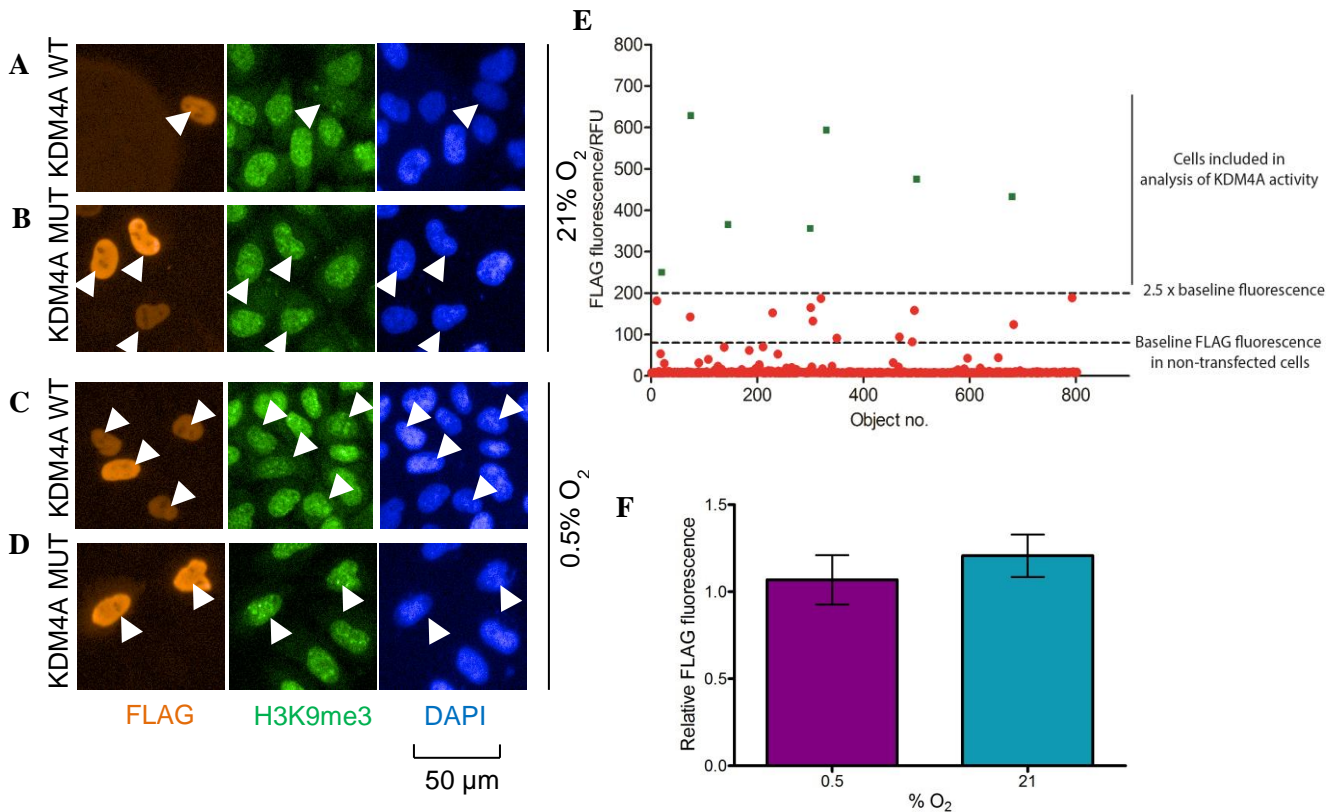 A
KDM4A WT
B
KDM4A MUT
21% O2
C
KDM4A WT
D
KDM4A MUT
0.5% O2
FLAG
H3K9me3
DAPI
50 µm
E
FLAG fluorescence/RFU
800
700
600
500
400
300
200
100
0
0
200
400
600
800
Object no.
Cells included in
analysis of KDM4A activity
2.5 x baseline fluorescence
Baseline FLAG fluorescence
in non-transfected cells
F
Relative FLAG fluorescence
1.5
1.0
0.5
0.0
0.5
21
% O2